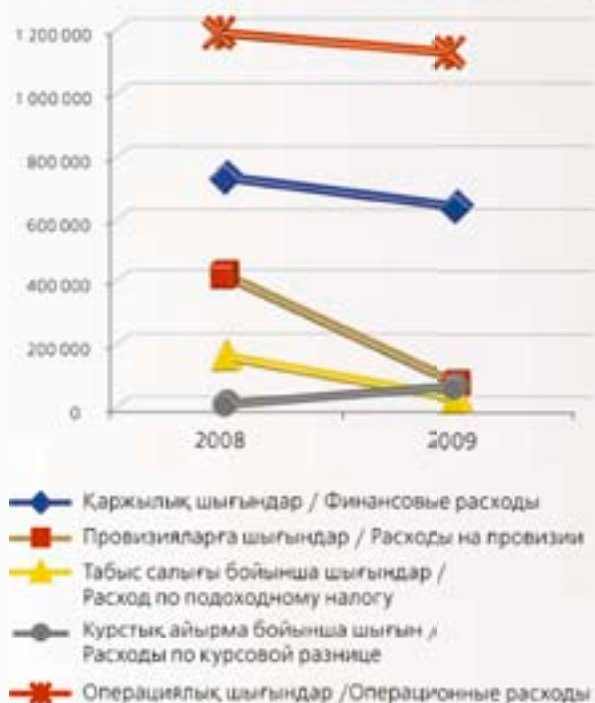 1 200 000
1 000 000
800 000
600 000
400 000
200 000
0
2008 2009
Қаржылық шығындар / Финансовые расходы
Провизияларға шығындар / Расходы на провизии
Табыс салығы бойынша шығындар /
Расход по подоходному налогу
Курстық айырма бойынша шығын /
Расходы по курсовой разнице
Операциялық шығындар /Операционные расходы